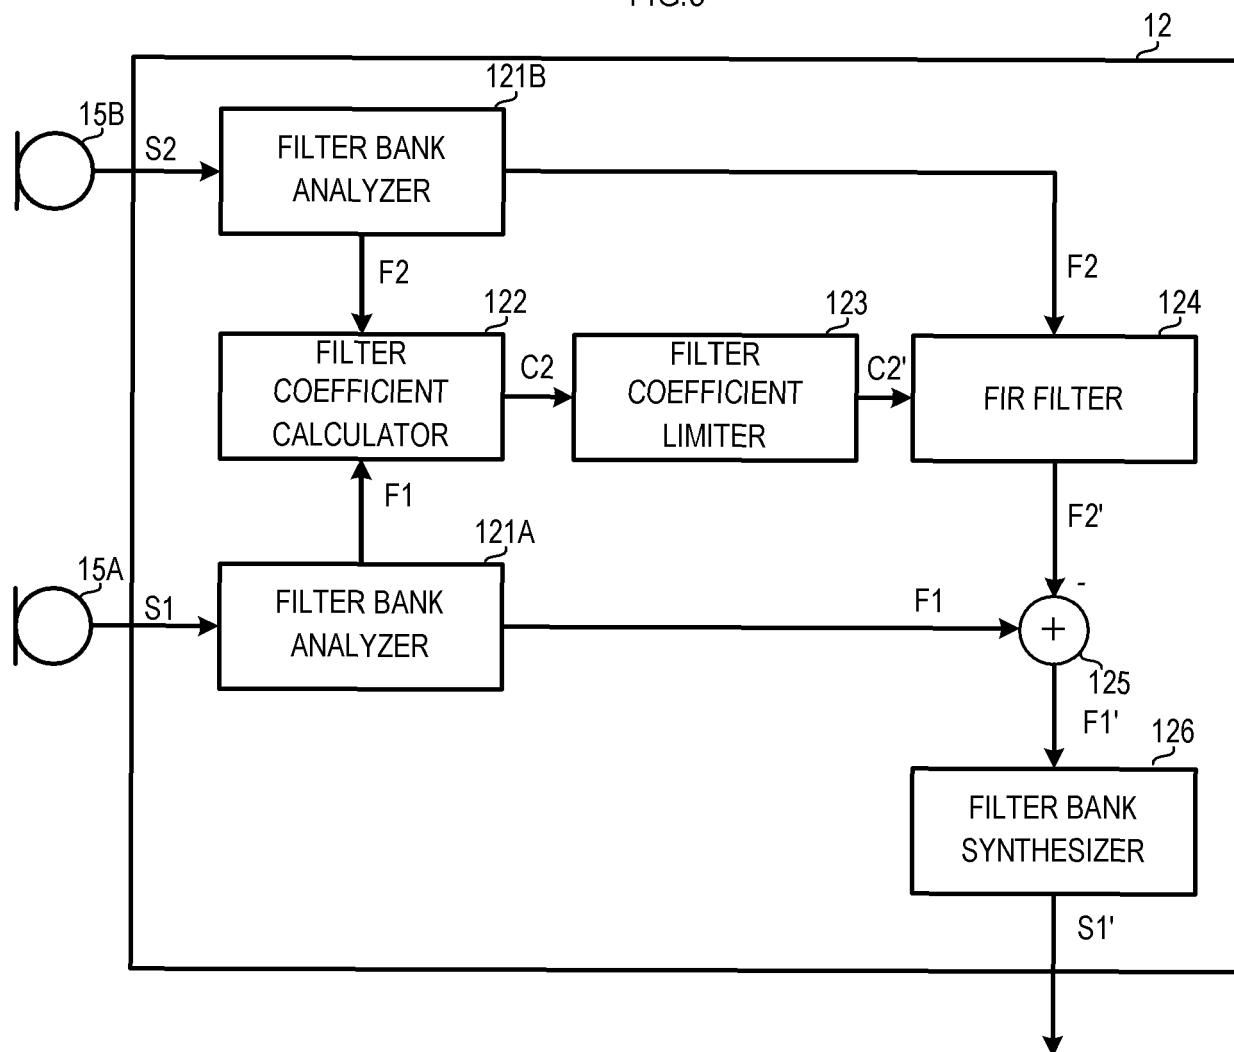 12
121B
15B
S2
FILTER BANK
ANALYZER
F2
F2
122
123
124
FILTER
COEFFICIENT
CALCULATOR
C2
FILTER
COEFFICIENT
LIMITER
C2'
FIR FILTER
F1
F2'
121A
15A
S1
FILTER BANK
ANALYZER
F1
-
+
125
F1'
126
FILTER BANK
SYNTHESIZER
S1'